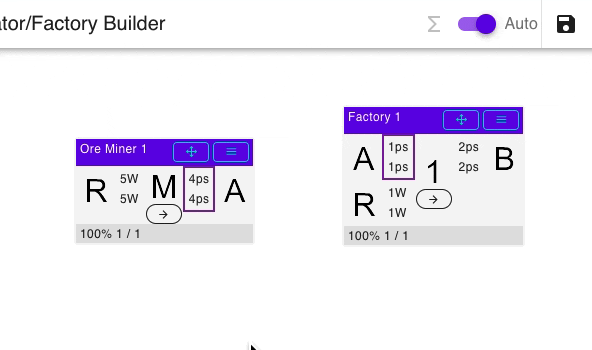 ator/Factory Builder
Σ Auto
Ore Miner 1
R 5W M 4ps A
5W 4ps
100% 1 / 1
Factory 1
A 1ps 1 2ps B
1ps 2ps
R 1W
1W
100% 1 / 1